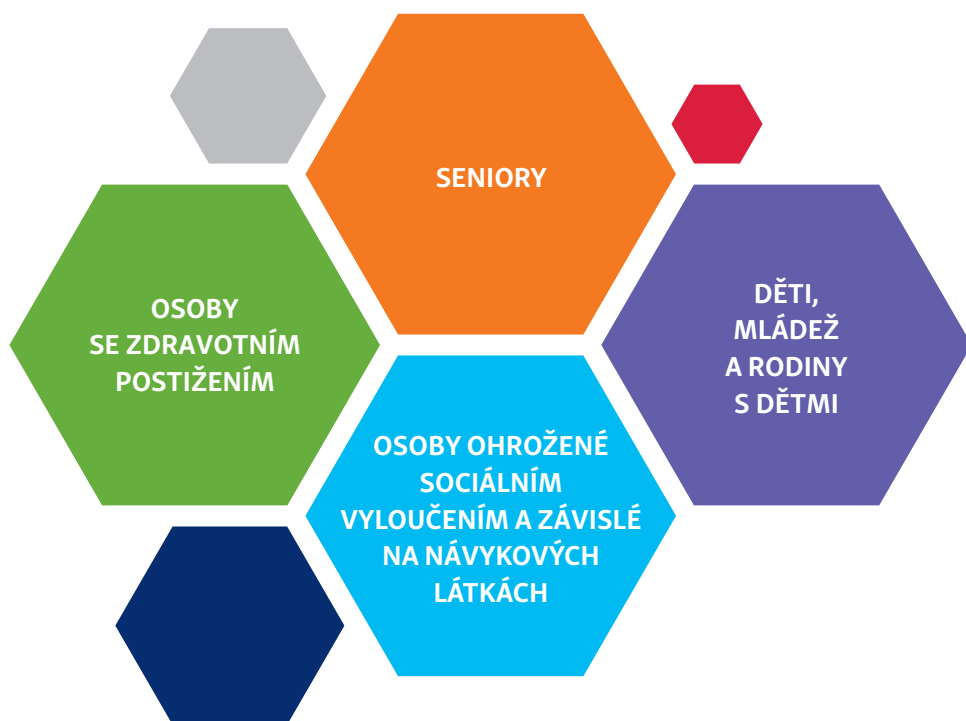 SENIORY
OSOBY
SE ZDRAVOTNÍM
POSTIŽENÍM
DĚTI,
MLÁDEŽ
A RODINY
S DĚTMI
OSOBY OHROŽENÉ
SOCIÁLNÍM
VYLOUČENÍM A ZÁVISLÉ
NA NÁVYKOVÝCH
LÁTKÁCH